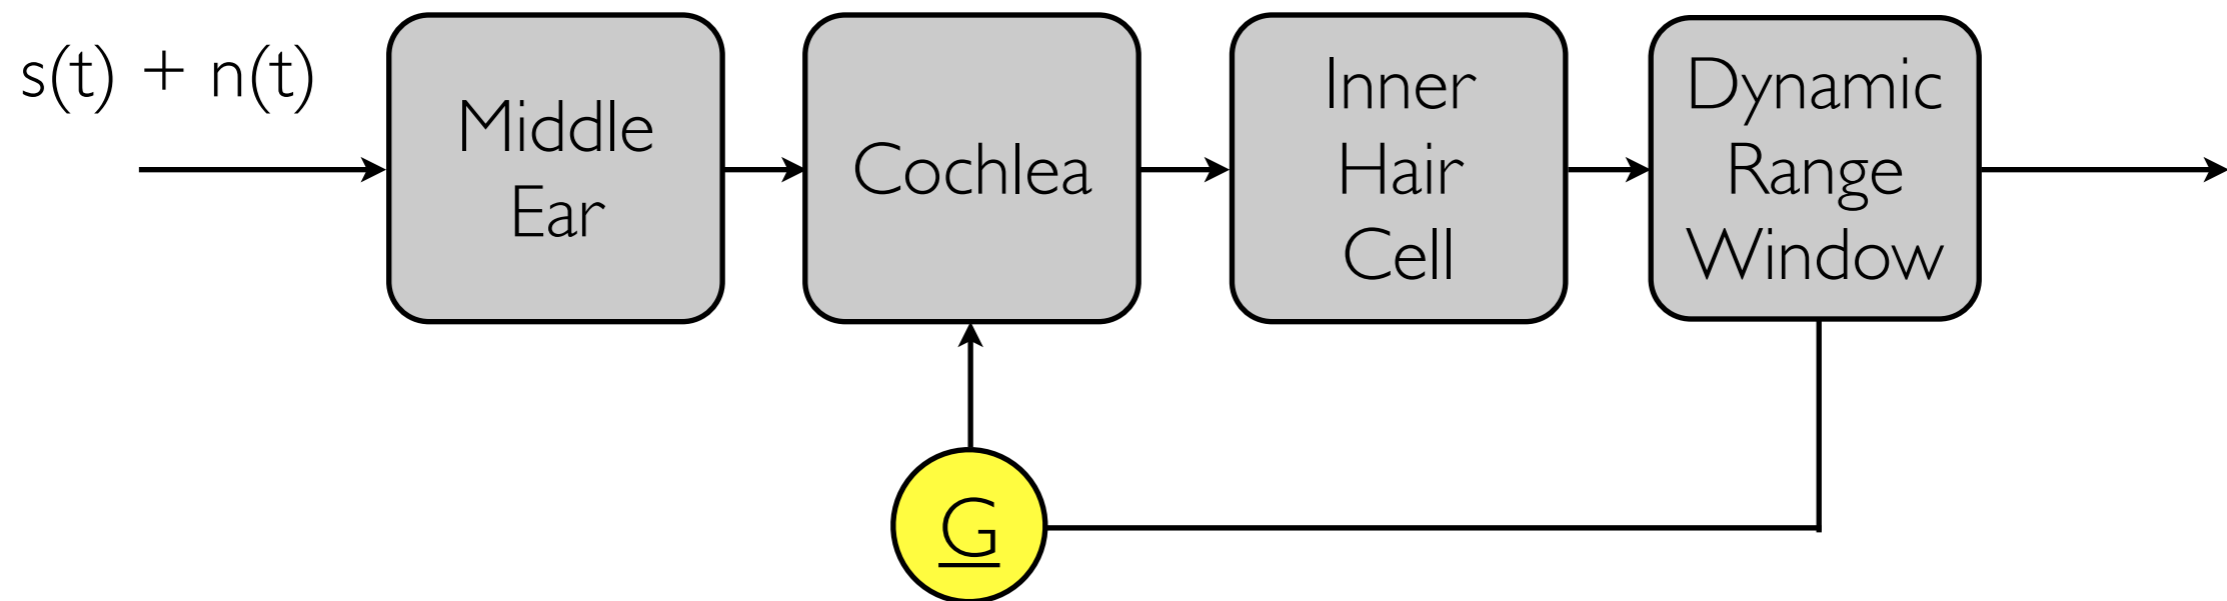 s(t) + n(t)
Middle
Ear
Cochlea
Inner
Hair
Cell
Dynamic
Range
Window
G